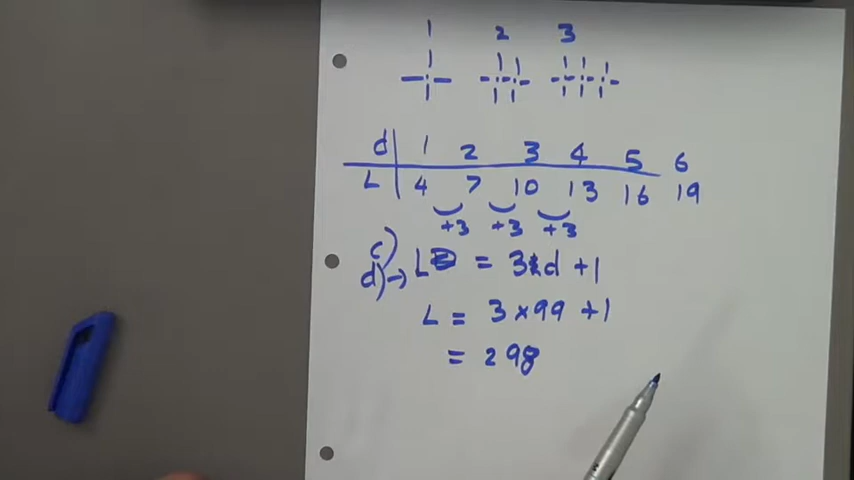 1 2 3
d 1 2 3 4 5 6
L 4 7 10 13 16 19
+3 +3 +3
c)
d) → L = 3 d + 1
L = 3 × 99 + 1
= 298